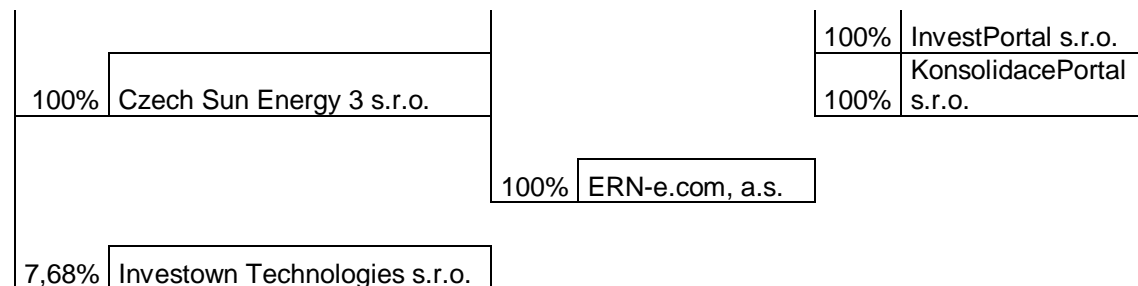 100% InvestPortal s.r.o.
KonsolidacePortal
100% Czech Sun Energy 3 s.r.o. 100% s.r.o.
100% ERN-e.com, a.s.
7,68% Investown Technologies s.r.o.